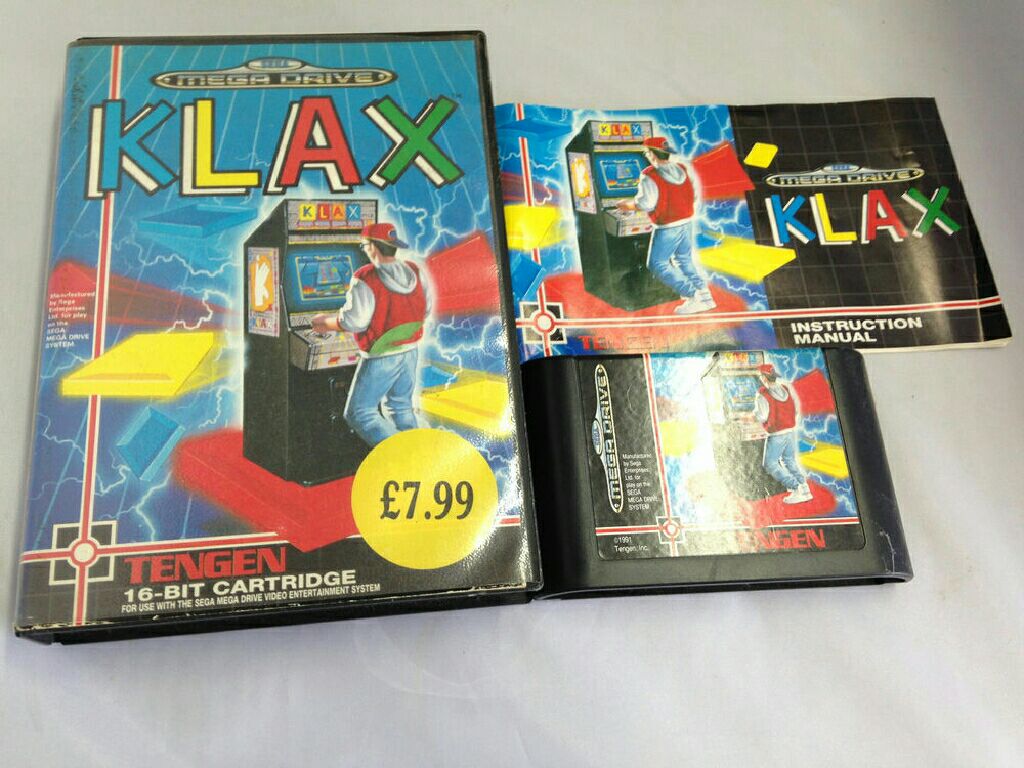 SEGA
MEGA DRIVE
KLAX
™
KLAX
K
KLAX
Manufactured
by Sega
Enterprises
Ltd. for play
on the
SEGA
MEGA DRIVE
SYSTEM.
£7.99
TENGEN
16-BIT CARTRIDGE
FOR USE WITH THE SEGA MEGA DRIVE VIDEO ENTERTAINMENT SYSTEM
KLAX
SEGA
MEGA DRIVE
KLAX
TENGEN
INSTRUCTION
MANUAL
SEGA
MEGA DRIVE
Manufactured
by Sega
Enterprises
Ltd. for
play on the
SEGA
MEGA DRIVE
SYSTEM.
©1991
Tengen, Inc.
TENGEN